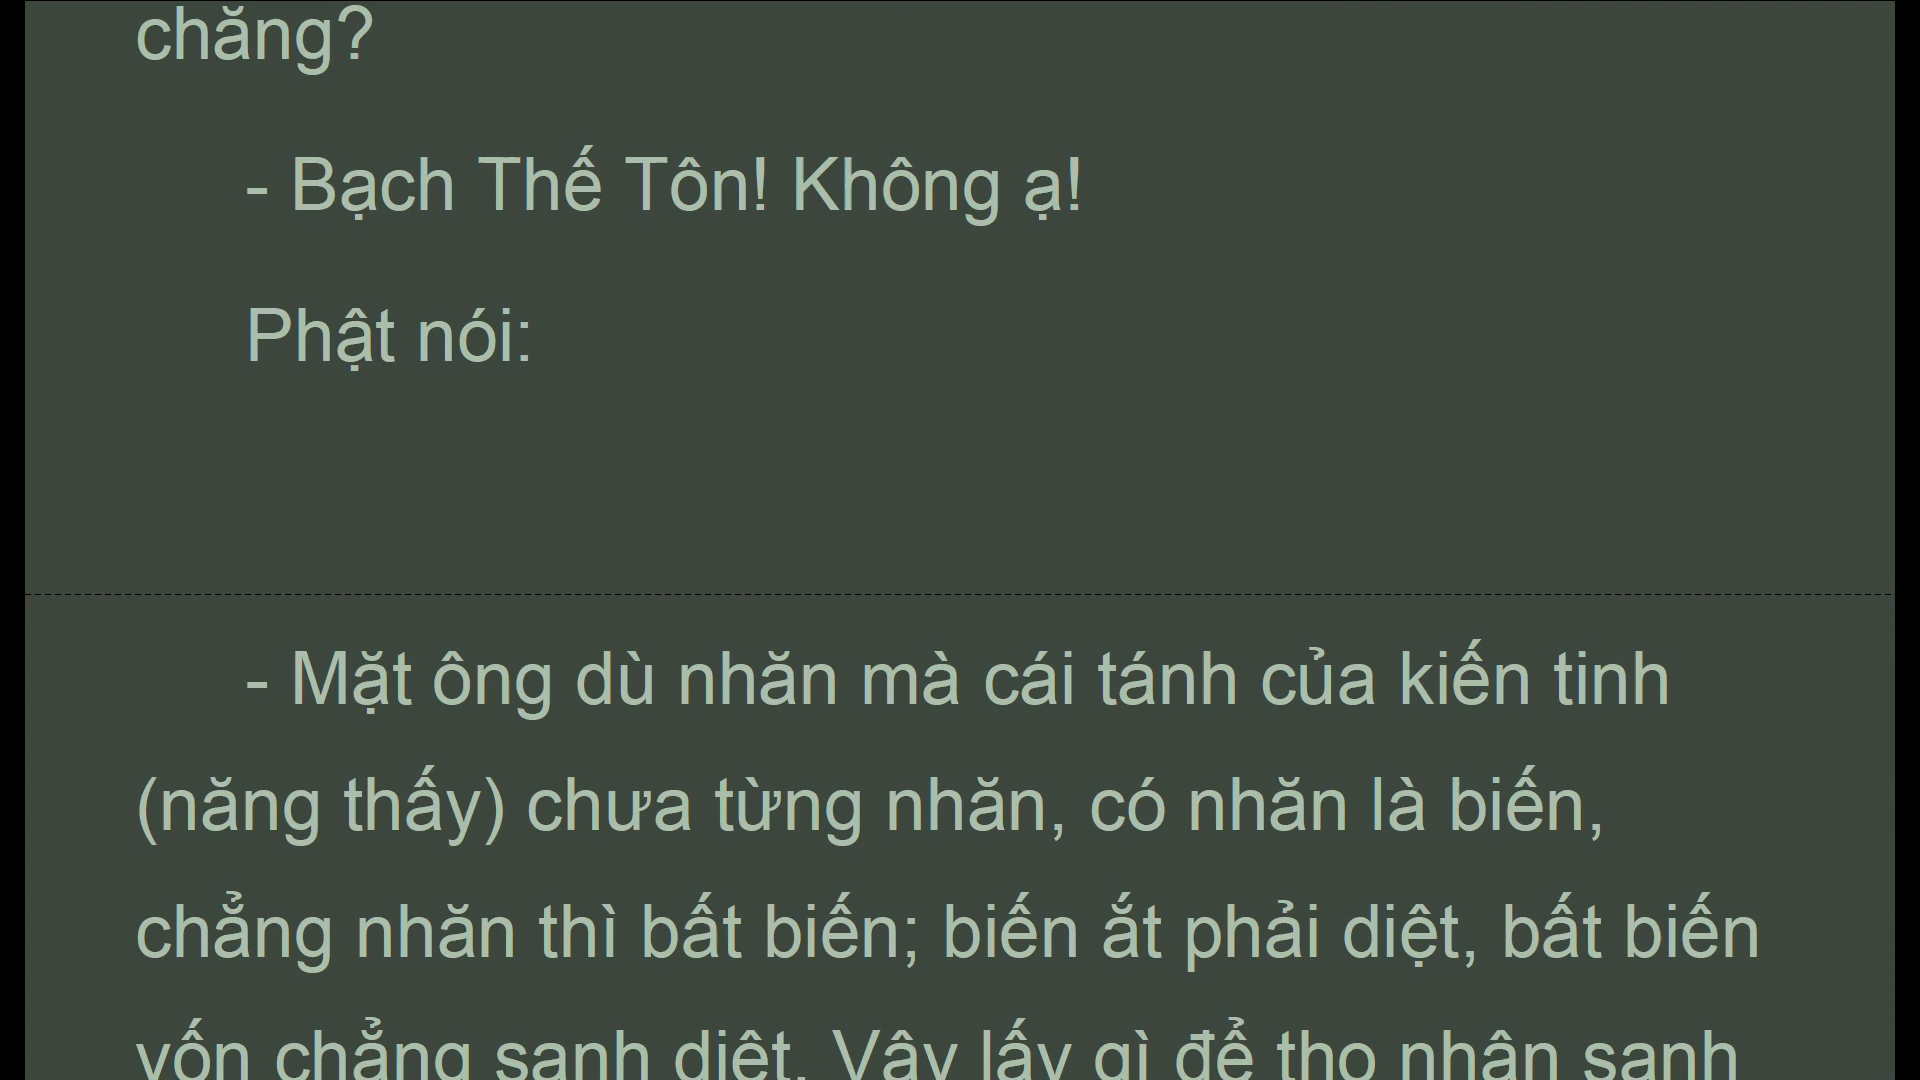 chăng?
- Bạch Thế Tôn! Không ạ!
Phật nói:
- Mặt ông dù nhăn mà cái tánh của kiến tinh
(năng thấy) chưa từng nhăn, có nhăn là biến,
chẳng nhăn thì bất biến; biến ắt phải diệt, bất biến
vốn chẳng sanh diệt. Vậy lấy gì để thọ nhận sanh